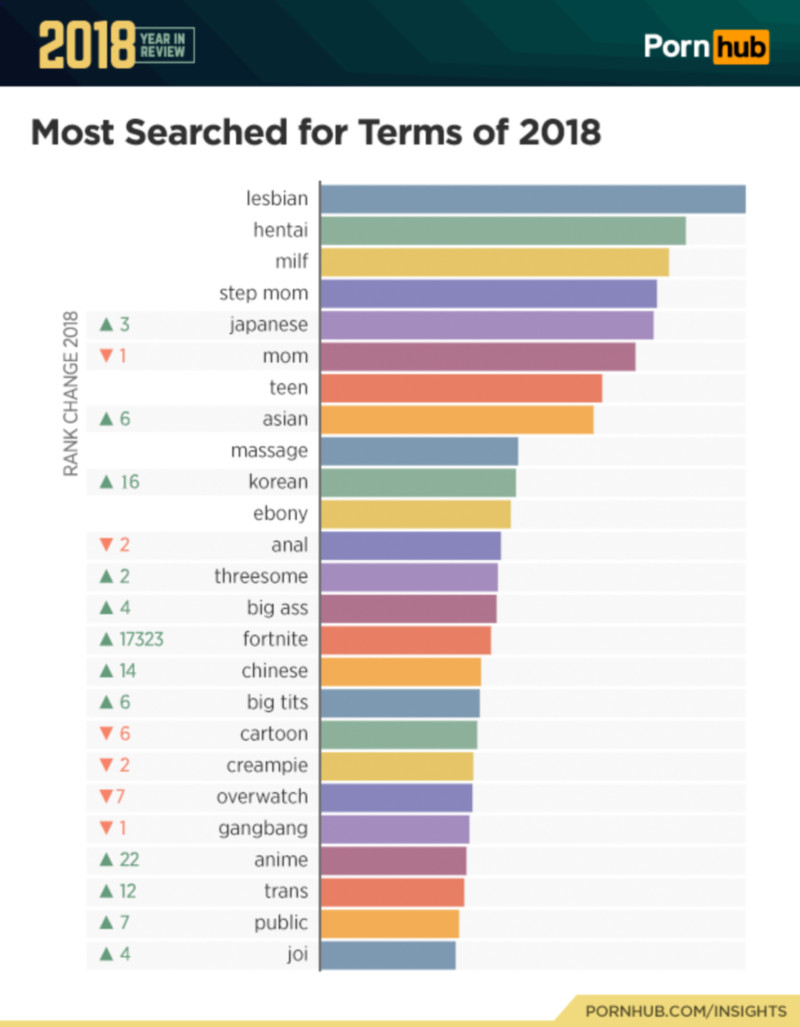 2018 YEAR IN
REVIEW
Porn hub
Most Searched for Terms of 2018
RANK CHANGE 2018
lesbian
hentai
milf
step mom
▲ 3 japanese
▼ 1 mom
teen
▲ 6 asian
massage
▲ 16 korean
ebony
▼ 2 anal
▲ 2 threesome
▲ 4 big ass
▲ 17323 fortnite
▲ 14 chinese
▲ 6 big tits
▼ 6 cartoon
▼ 2 creampie
▼7 overwatch
▼ 1 gangbang
▲ 22 anime
▲ 12 trans
▲ 7 public
▲ 4 joi
PORNHUB.COM/INSIGHTS